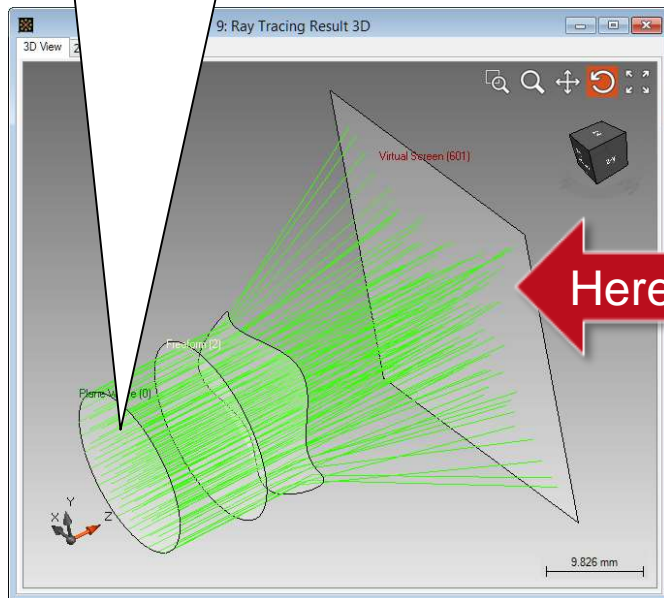 9: Ray Tracing Result 3D
3D View
Virtual Screen (601)
Here
Freeform (2)
Plane Wave (0)
Y
X
Z
9.826 mm